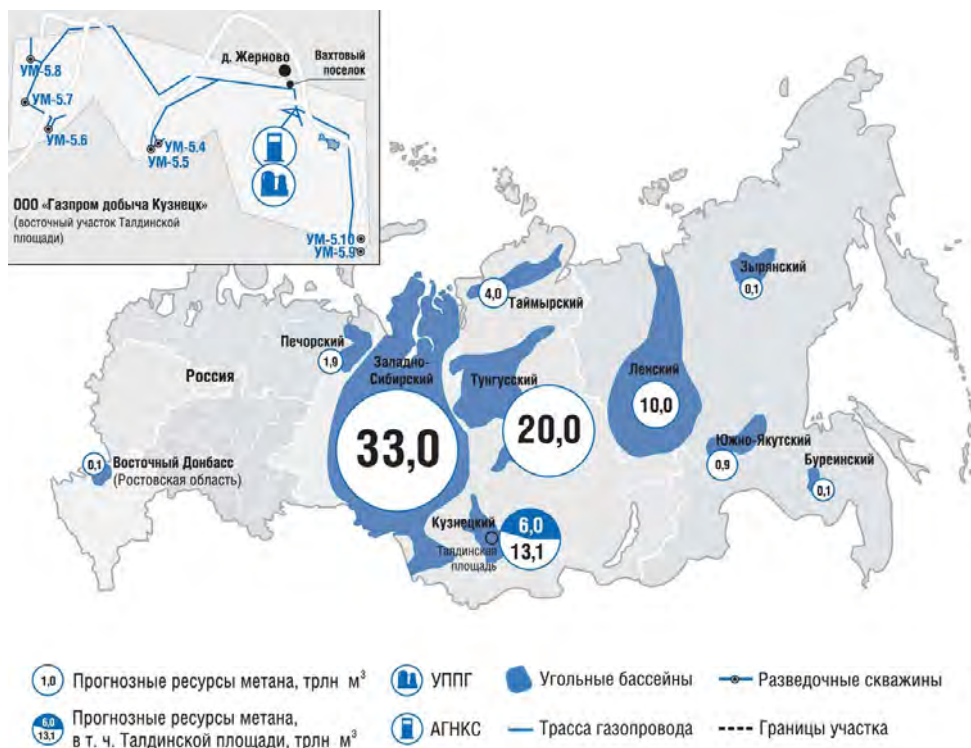 д. Жерново
Вахтовый
поселок
УМ-5.8
УМ-5.7
УМ-5.6
УМ-5.4
УМ-5.5
ООО «Газпром добыча Кузнецк»
(восточный участок Талдинской
площади)
УМ-5.10
УМ-5.9
Зырянский
0,1
4,0
Таймырский
Печорский
1,9
Западно-
Сибирский
33,0
Тунгусский
20,0
Ленский
10,0
Россия
Южно-Якутский
0,9
Буреинский
0,1
0,1
Восточный Донбасс
(Ростовская область)
Кузнецкий
6,0
13,1
Талдинская
площадь
1,0 Прогнозные ресурсы метана, трлн м³
6,0
13,1
Прогнозные ресурсы метана,
в т. ч. Талдинской площади, трлн м³
УППГ
АГНКС
Угольные бассейны
Трасса газопровода
Разведочные скважины
Границы участка